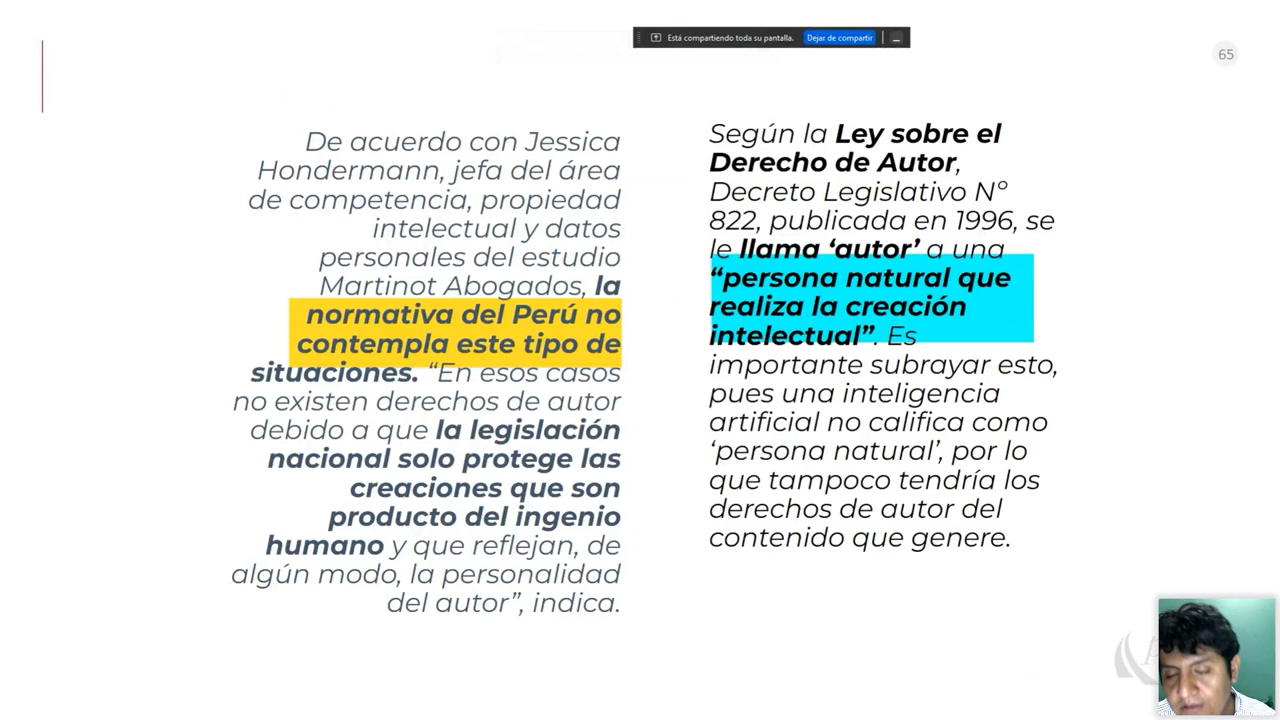 Está compartiendo toda su pantalla. Dejar de compartir
65
De acuerdo con Jessica
Hondermann, jefa del área
de competencia, propiedad
intelectual y datos
personales del estudio
Martinot Abogados, la
normativa del Perú no
contempla este tipo de
situaciones. “En esos casos
no existen derechos de autor
debido a que la legislación
nacional solo protege las
creaciones que son
producto del ingenio
humano y que reflejan, de
algún modo, la personalidad
del autor”, indica.
Según la Ley sobre el
Derecho de Autor,
Decreto Legislativo Nº
822, publicada en 1996, se
le llama ‘autor’ a una
“persona natural que
realiza la creación
intelectual”. Es
importante subrayar esto,
pues una inteligencia
artificial no califica como
‘persona natural’, por lo
que tampoco tendría los
derechos de autor del
contenido que genere.